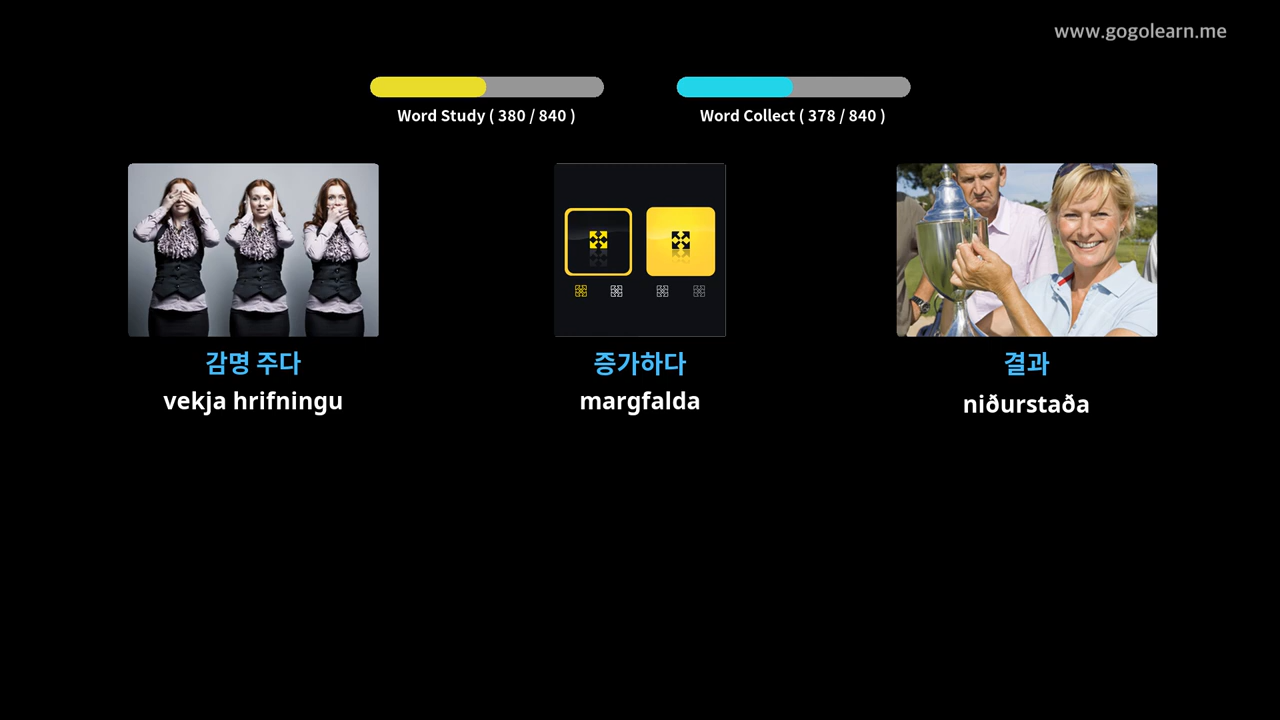 www.gogolearn.me
Word Study ( 380 / 840 )
Word Collect ( 378 / 840 )
감명 주다
증가하다
결과
vekja hrifningu
margfalda
niðurstaða